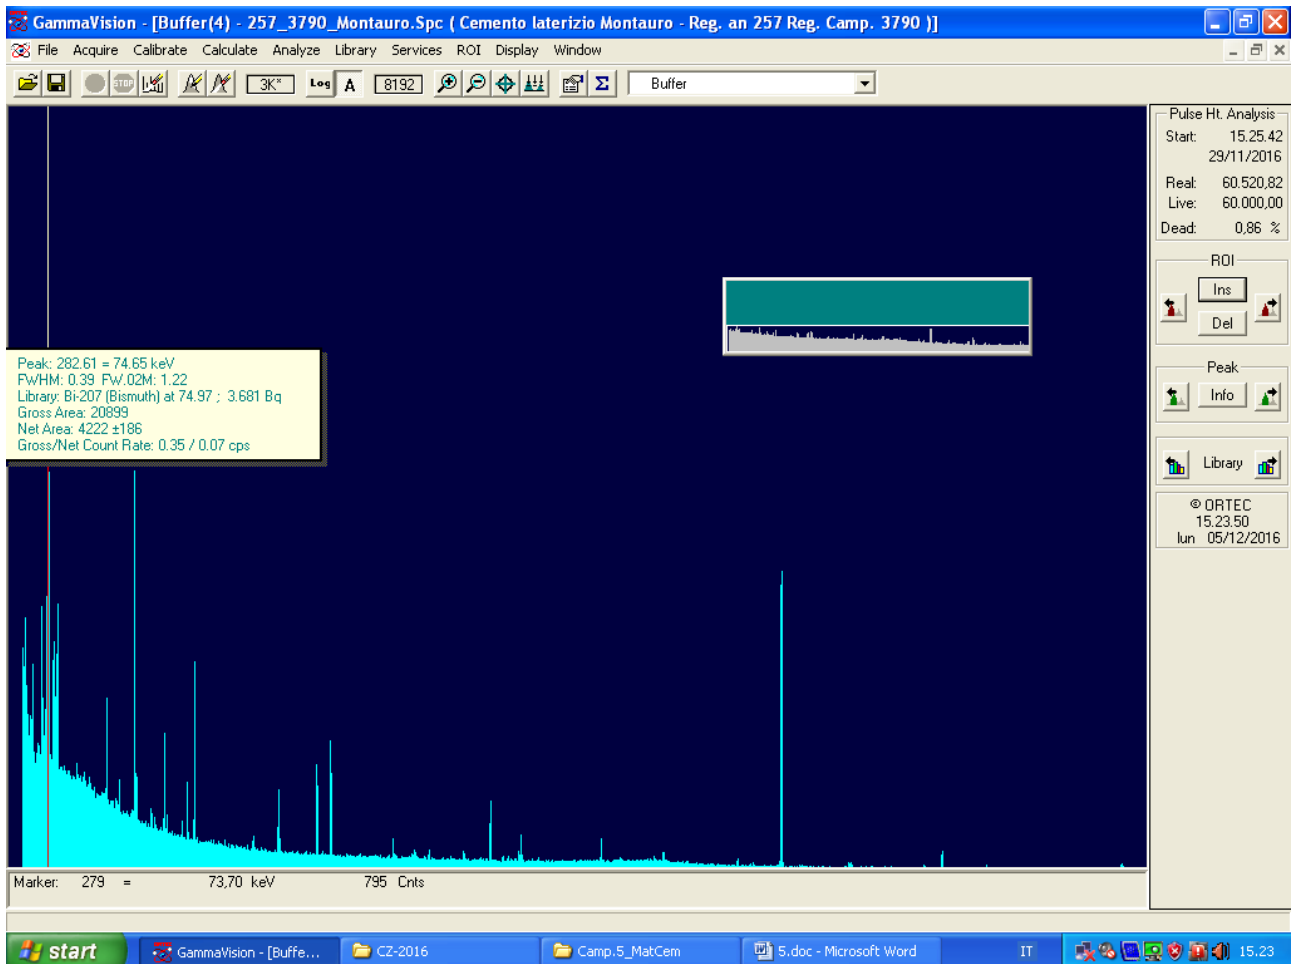 GammaVision - [Buffer(4) - 257_3790_Montauro.Spc ( Cemento laterizio Montauro - Reg. an 257 Reg. Camp. 3790 )]
File Acquire Calibrate Calculate Analyze Library Services ROI Display Window
STOP 3K* Log A 8192 Σ Buffer
Pulse Ht. Analysis
Start: 15.25.42
29/11/2016
Real: 60.520,82
Live: 60.000,00
Dead: 0,86 %
ROI
Ins
Del
Peak
Info
Library
© ORTEC
15.23.50
lun 05/12/2016
Peak: 282.61 = 74.65 keV
FWHM: 0.39 FW.02M: 1.22
Library: Bi-207 (Bismuth) at 74.97 ; 3.681 Bq
Gross Area: 20899
Net Area: 4222 ±186
Gross/Net Count Rate: 0.35 / 0.07 cps
Marker: 279 = 73,70 keV 795 Cnts
start GammaVision - [Buffe... CZ-2016 Camp.5_MatCem 5.doc - Microsoft Word IT 15.23